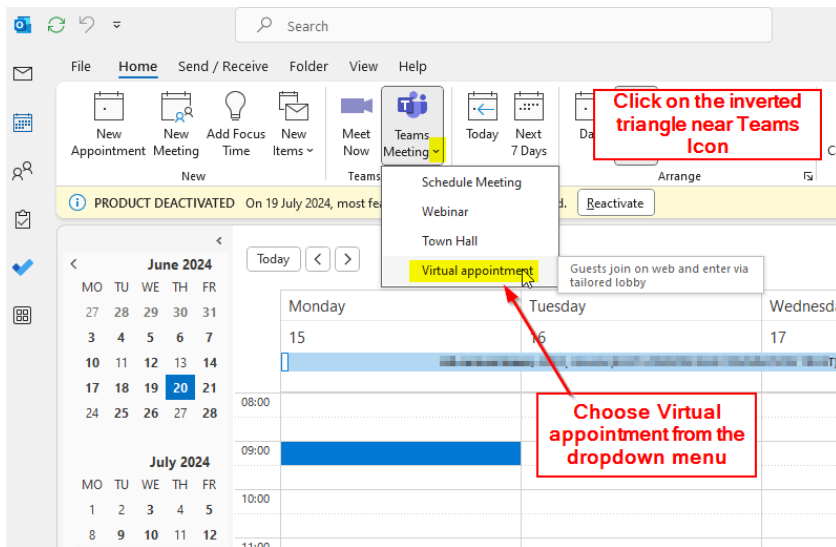 Search
File Home Send / Receive Folder View Help
New Appointment
New Meeting
Add Focus Time
New Items
Meet Now
Teams Meeting
Today
Next 7 Days
Click on the inverted
triangle near Teams
Icon
New
Teams
Arrange
PRODUCT DEACTIVATED On 19 July 2024, most
d. Reactivate
Schedule Meeting
Webinar
Town Hall
Virtual appointment
Guests join on web and enter via
tailored lobby
June 2024
MO TU WE TH FR
27 28 29 30 31
3 4 5 6 7
10 11 12 13 14
17 18 19 20 21
24 25 26 27 28
July 2024
MO TU WE TH FR
1 2 3 4 5
8 9 10 11 12
Today
Monday Tuesday Wednesd
15 16 17
08:00
09:00
10:00
11:00
Choose Virtual
appointment from the
dropdown menu